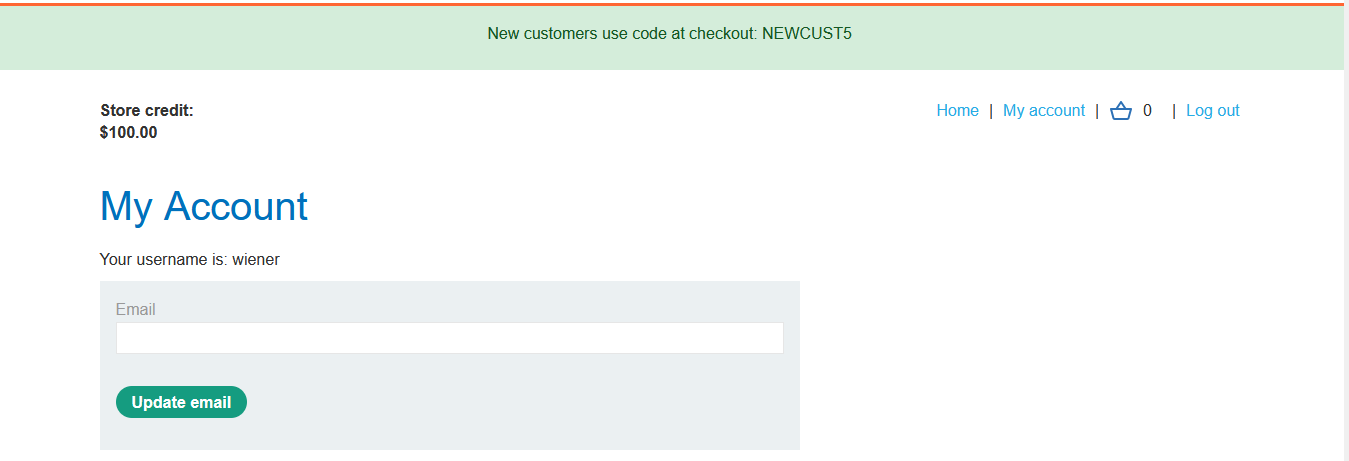 New customers use code at checkout: NEWCUST5
Store credit:
$100.00
Home | My account | 0 | Log out
My Account
Your username is: wiener
Email
Update email